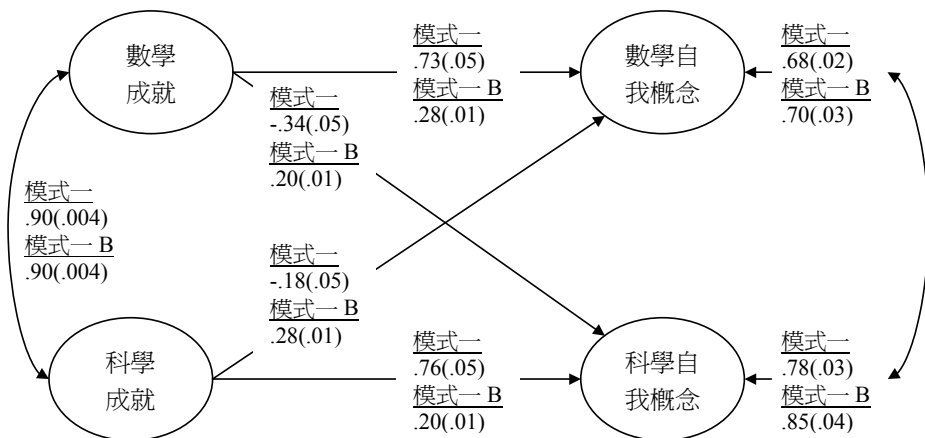 數學
成就
模式一
.73(.05)
模式一 B
.28(.01)
數學自
我概念
模式一
.68(.02)
模式一 B
.70(.03)
模式一
-.34(.05)
模式一 B
.20(.01)
模式一
.90(.004)
模式一 B
.90(.004)
模式一
-.18(.05)
模式一 B
.28(.01)
科學
成就
模式一
.76(.05)
模式一 B
.20(.01)
科學自
我概念
模式一
.78(.03)
模式一 B
.85(.04)